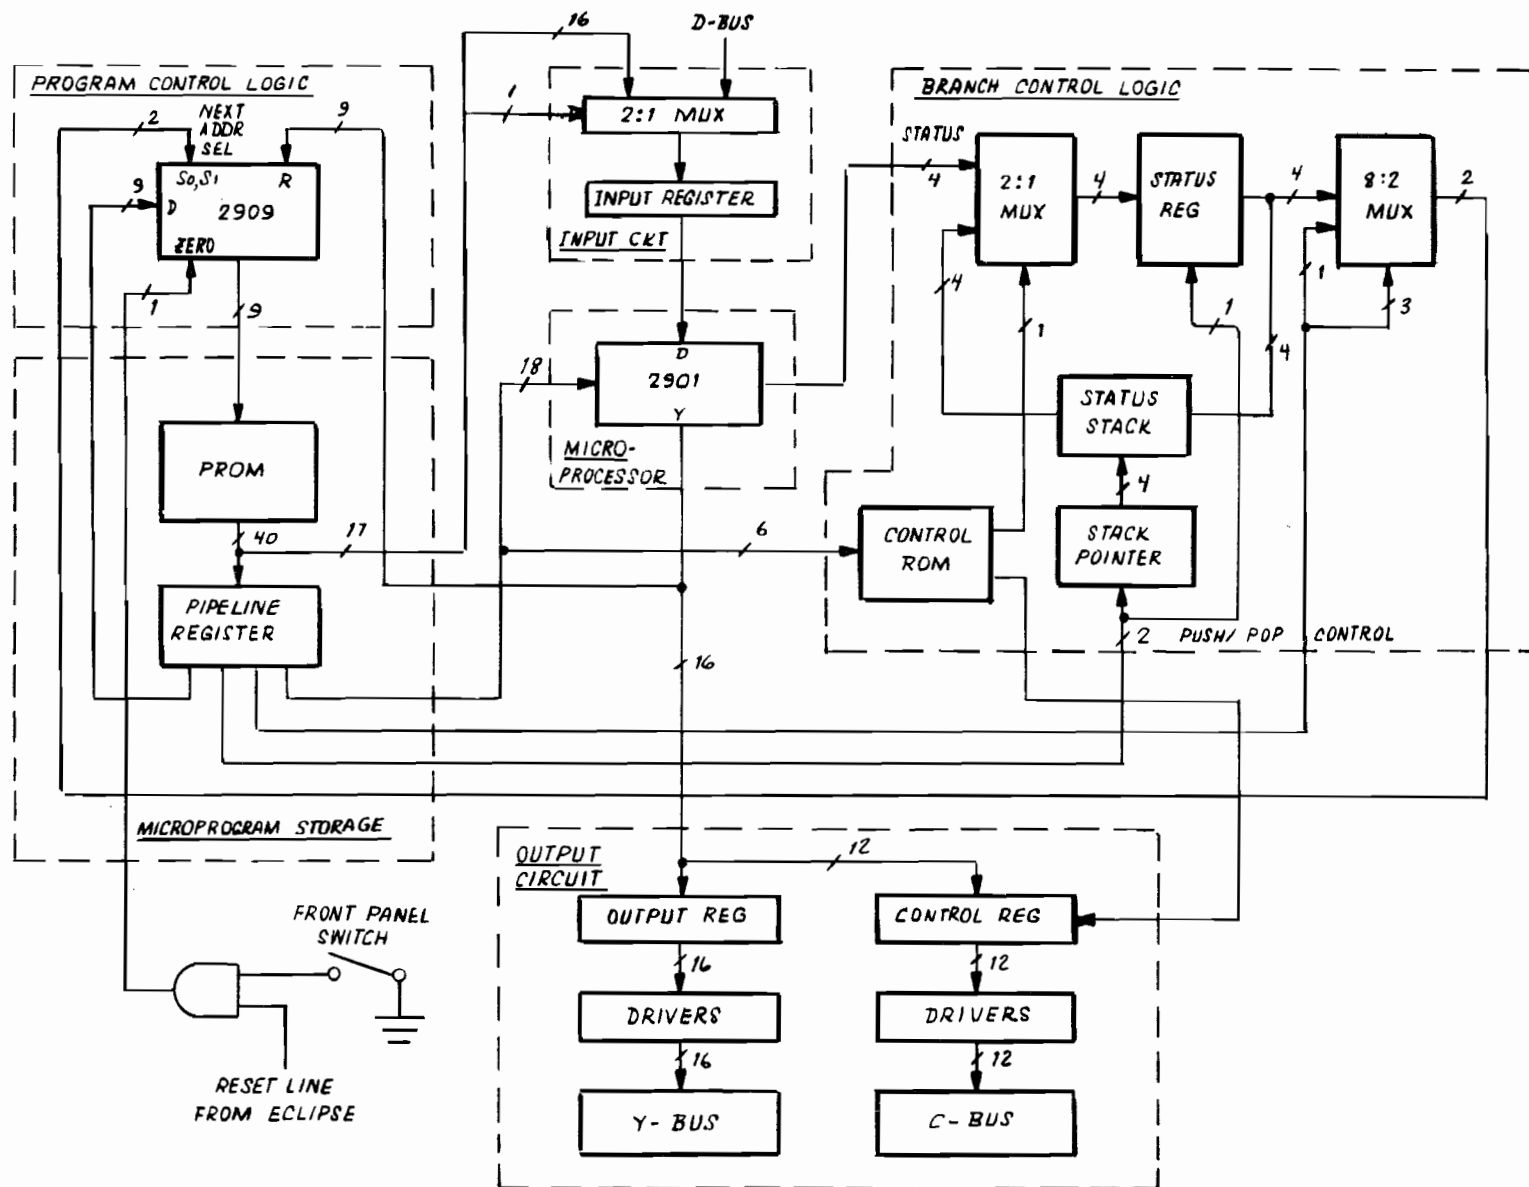 16
D-BUS
PROGRAM CONTROL LOGIC
2
NEXT
ADDR
SEL
9
S0,S1
R
9
D
2909
ZERO
1
9
1
2:1 MUX
INPUT REGISTER
INPUT CKT
BRANCH CONTROL LOGIC
STATUS
4
2:1
MUX
4
STATUS
REG
4
8:2
MUX
2
4
1
1
4
1
3
18
D
2901
Y
MICRO-
PROCESSOR
STATUS
STACK
4
STACK
POINTER
PROM
40
17
6
CONTROL
ROM
PIPELINE
REGISTER
2
PUSH/ POP CONTROL
16
MICROPROGRAM STORAGE
OUTPUT
CIRCUIT
12
OUTPUT REG
CONTROL REG
16
12
DRIVERS
DRIVERS
16
12
Y-BUS
C-BUS
FRONT PANEL
SWITCH
RESET LINE
FROM ECLIPSE